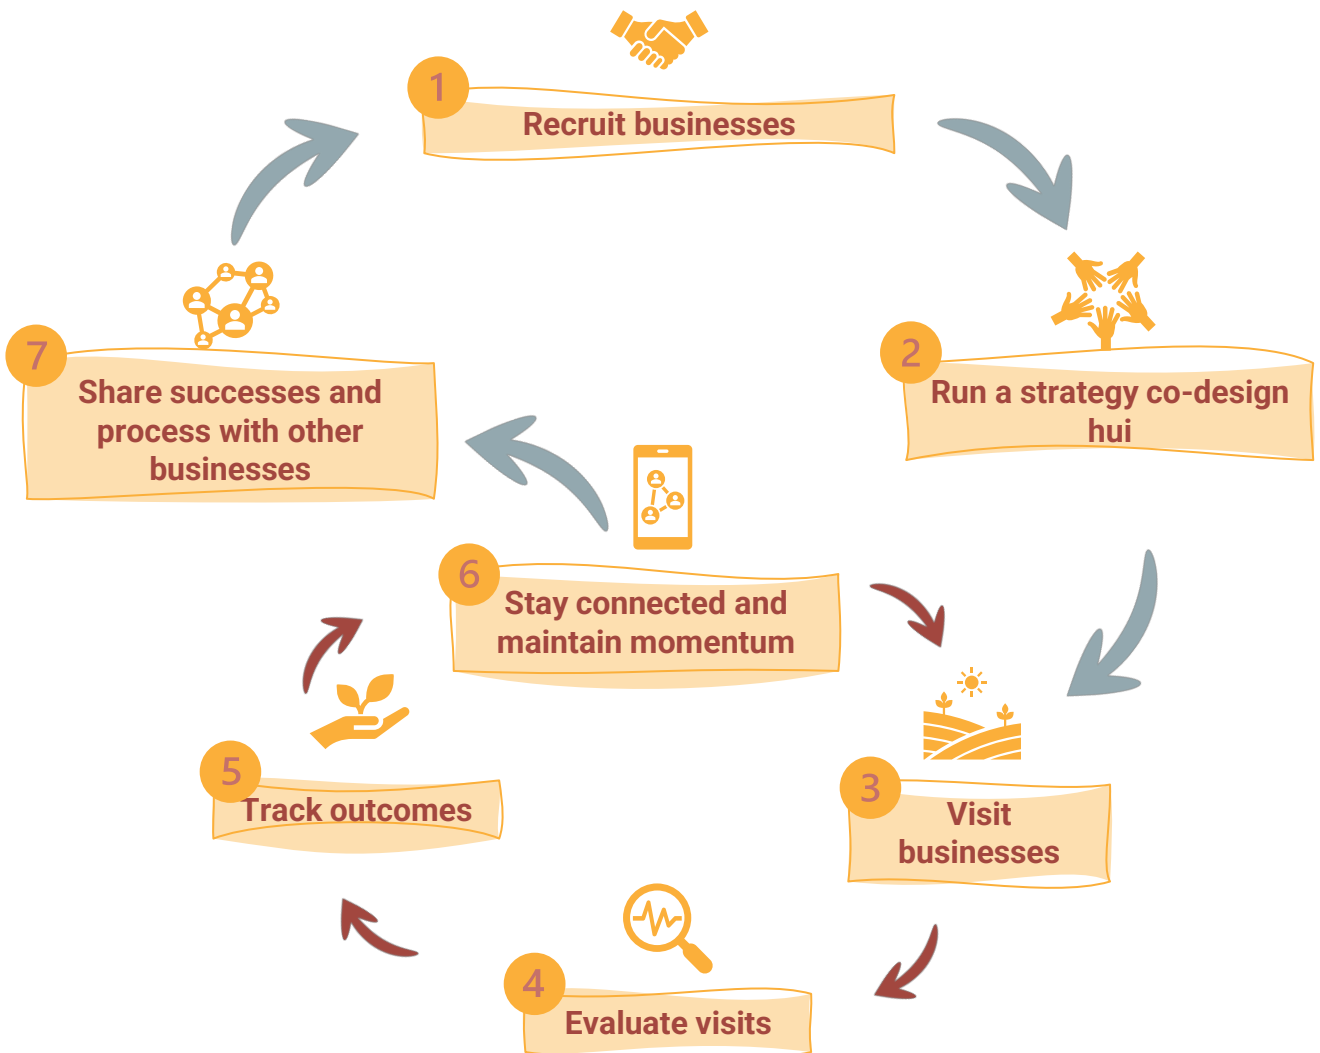 1
Recruit businesses
2
Run a strategy co-design
hui
3
Visit
businesses
4
Evaluate visits
5
Track outcomes
6
Stay connected and
maintain momentum
7
Share successes and
process with other
businesses